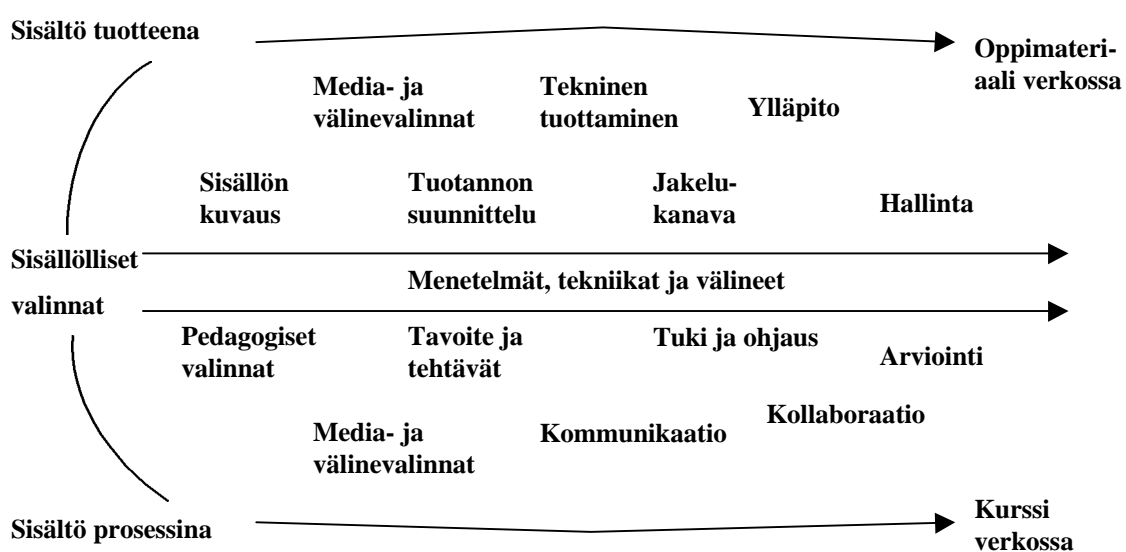 Sisältö tuotteena
Oppimateri-
aali verkossa
Media- ja
välinevalinnat
Tekninen
tuottaminen
Ylläpito
Sisällön
kuvaus
Tuotannon
suunnittelu
Jakelu-
kanava
Hallinta
Sisällölliset
valinnat
Menetelmät, tekniikat ja välineet
Pedagogiset
valinnat
Tavoite ja
tehtävät
Tuki ja ohjaus
Arviointi
Media- ja
välinevalinnat
Kommunikaatio
Kollaboraatio
Sisältö prosessina
Kurssi
verkossa